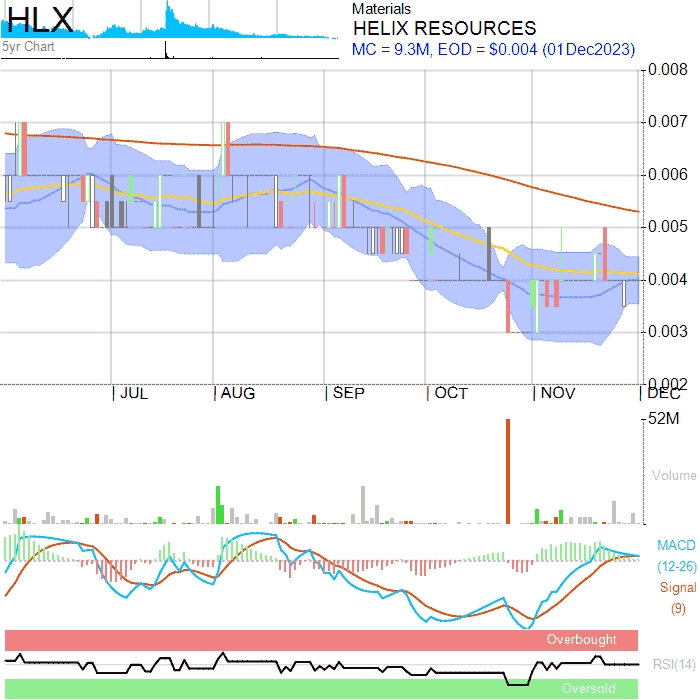 HLX
5yr Chart
Materials
HELIX RESOURCES
MC = 9.3M, EOD = $0.004 (01Dec2023)
0.008
0.007
0.006
0.005
0.004
0.003
0.002
JUL
AUG
SEP
OCT
NOV
DEC
52M
Volume
MACD
(12-26)
Signal
(9)
Overbought
RSI(14)
Oversold